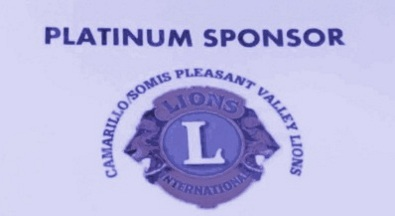 PLATINUM SPONSOR
CAMARILLO/SOMIS PLEASANT VALLEY LIONS
LIONS
L
INTERNATIONAL